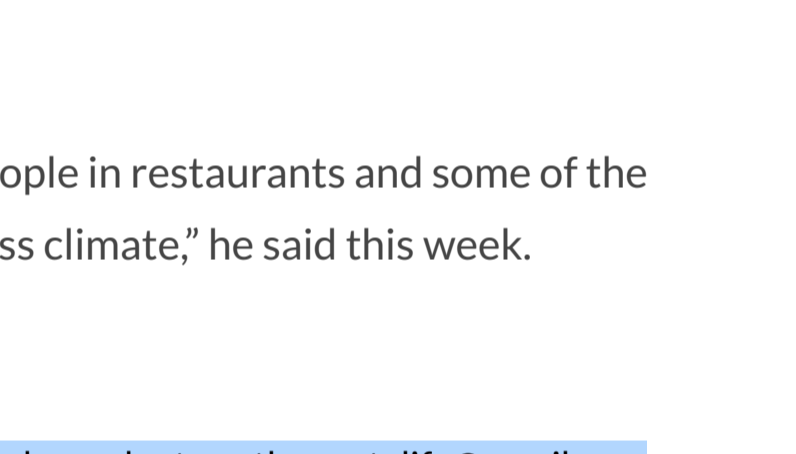 ople in restaurants and some of the
ss climate,” he said this week.